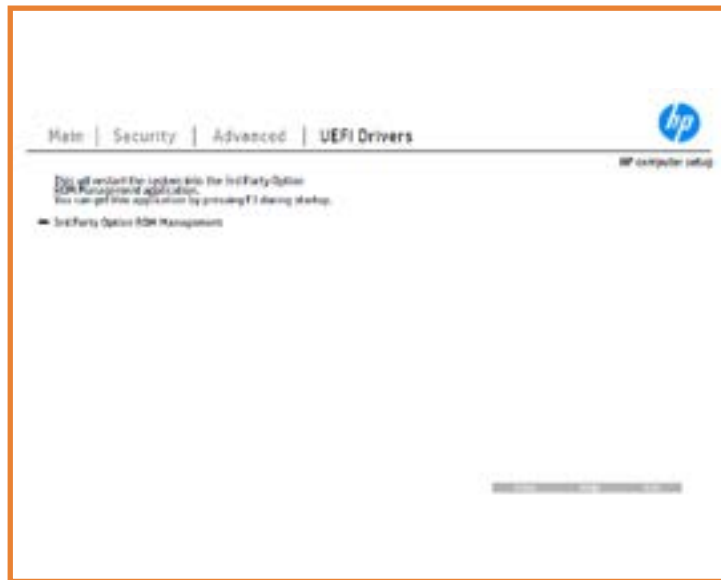 hp
Main | Security | Advanced | UEFI Drivers
HP computer setup
This will restart the system into the 3rd Party Option
ROM Management application.
You can get this application by pressing F3 during startup.
3rd Party Option ROM Management